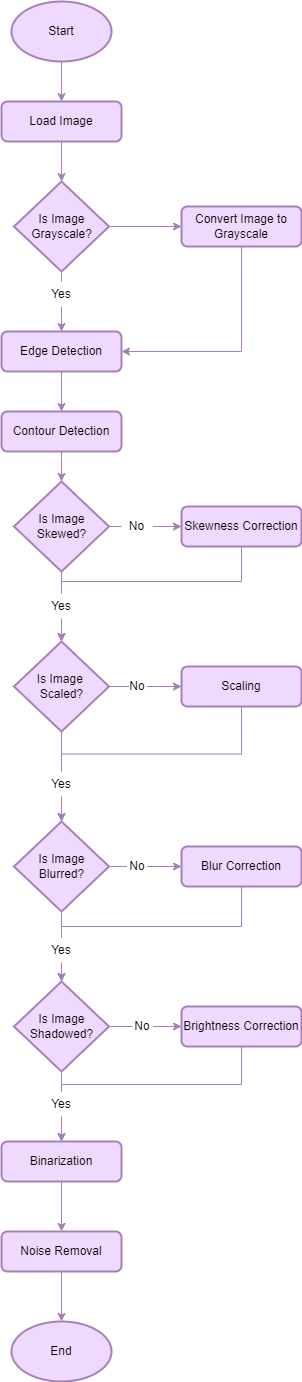 Start
Load Image
Is Image
Grayscale?
Convert Image to
Grayscale
Yes
Edge Detection
Contour Detection
Is Image
Skewed?
No
Skewness Correction
Yes
Is Image
Scaled?
No
Scaling
Yes
Is Image
Blurred?
No
Blur Correction
Yes
Is Image
Shadowed?
No
Brightness Correction
Yes
Binarization
Noise Removal
End